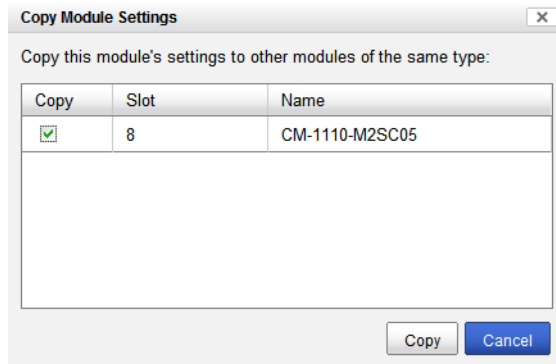 Copy Module Settings
Copy this module's settings to other modules of the same type:
Copy Slot Name
8 CM-1110-M2SC05
Copy Cancel